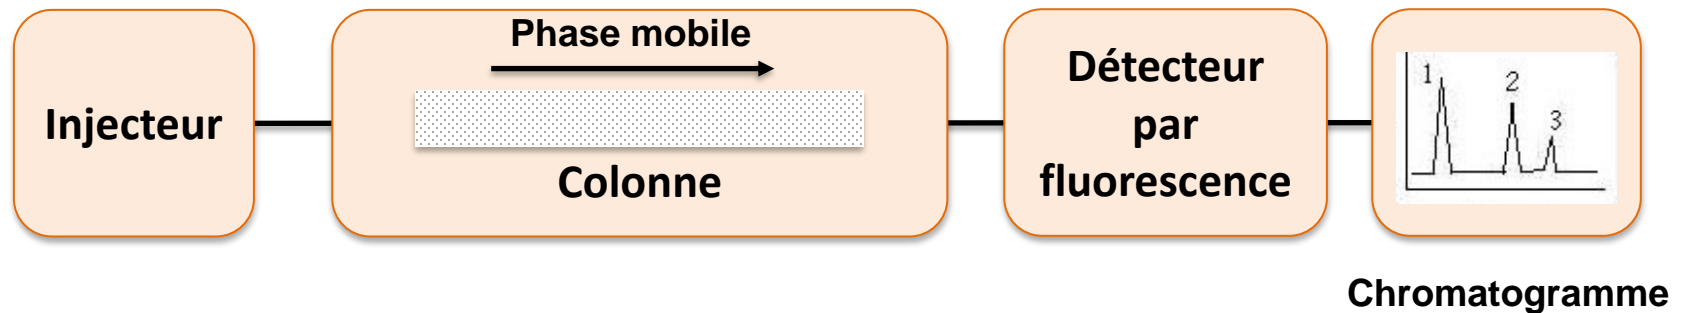 Injecteur
Phase mobile
Colonne
Détecteur
par
fluorescence
1
2
3
Chromatogramme